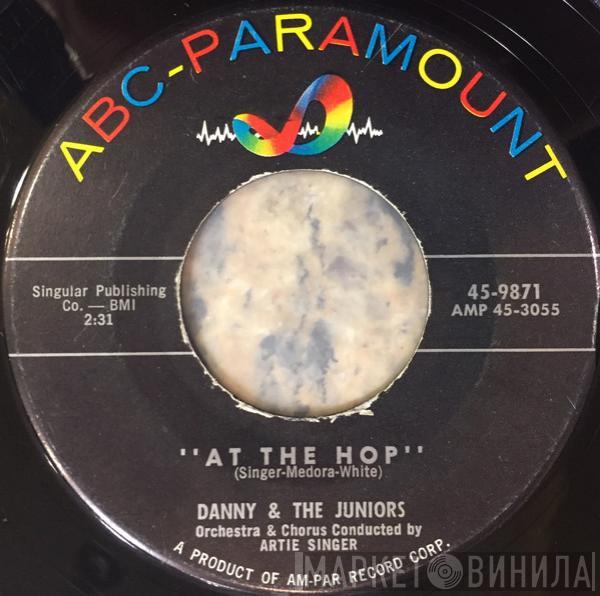 ABC-PARAMOUNT
Singular Publishing
Co. — BMI
2:31
45-9871
AMP 45-3055
"AT THE HOP"
(Singer-Medora-White)
DANNY & THE JUNIORS
Orchestra & Chorus Conducted by
ARTIE SINGER
A PRODUCT OF AM-PAR RECORD CORP.
МАРКЕТ ВИНИЛА